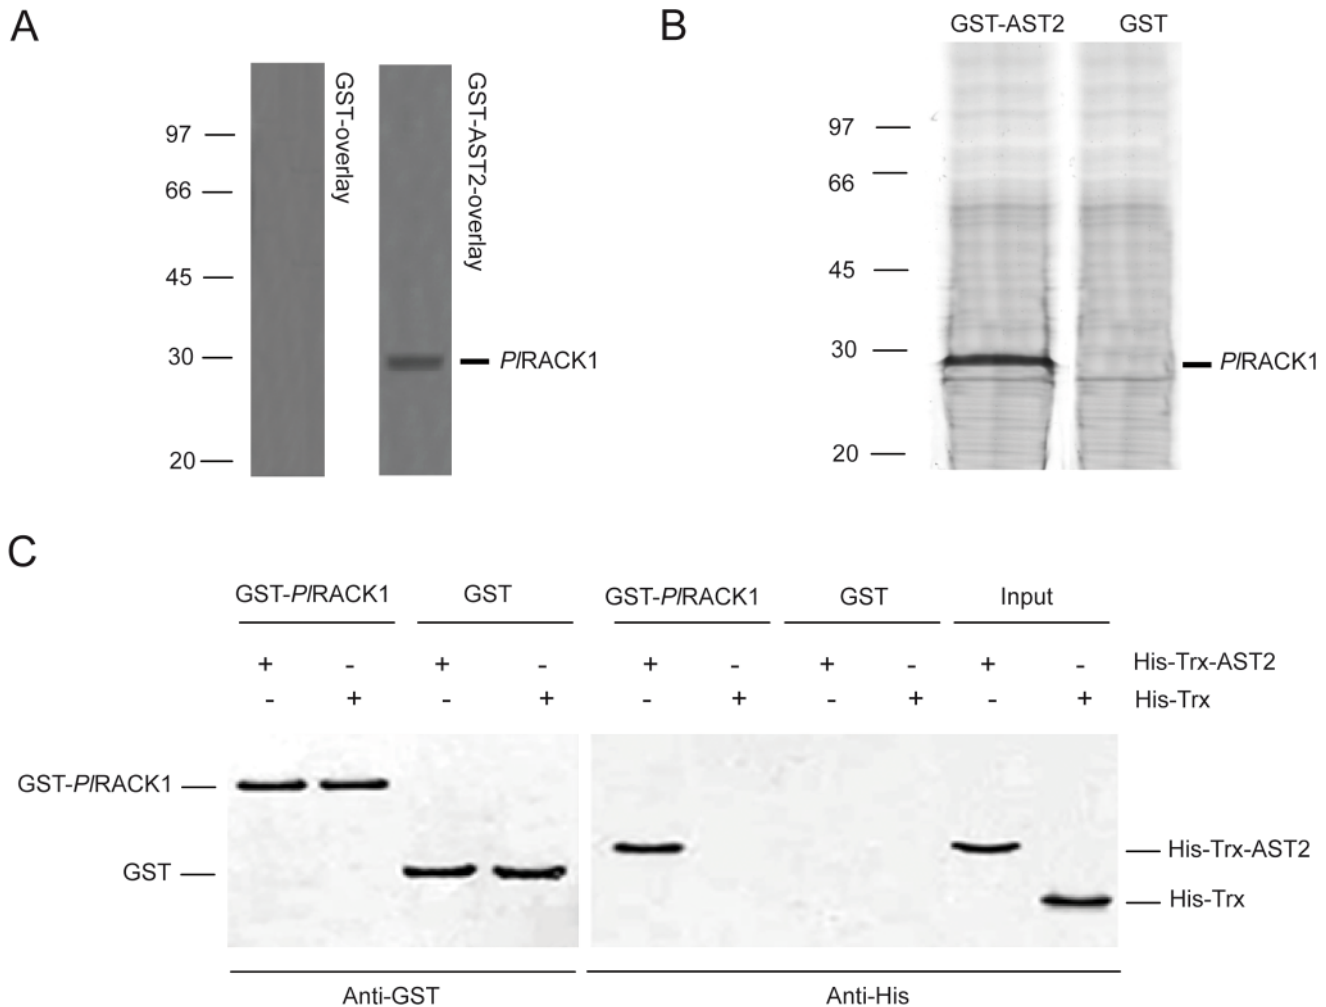 A
GST-overlay
GST-AST2-overlay
97
66
45
30
20
PlRACK1
B
GST-AST2 GST
97
66
45
30
20
PlRACK1
C
GST-PlRACK1 GST GST-PlRACK1 GST Input
+ - + - + - + - + - His-Trx-AST2
- + - + - + - + - + His-Trx
GST-PlRACK1
GST
His-Trx-AST2
His-Trx
Anti-GST Anti-His